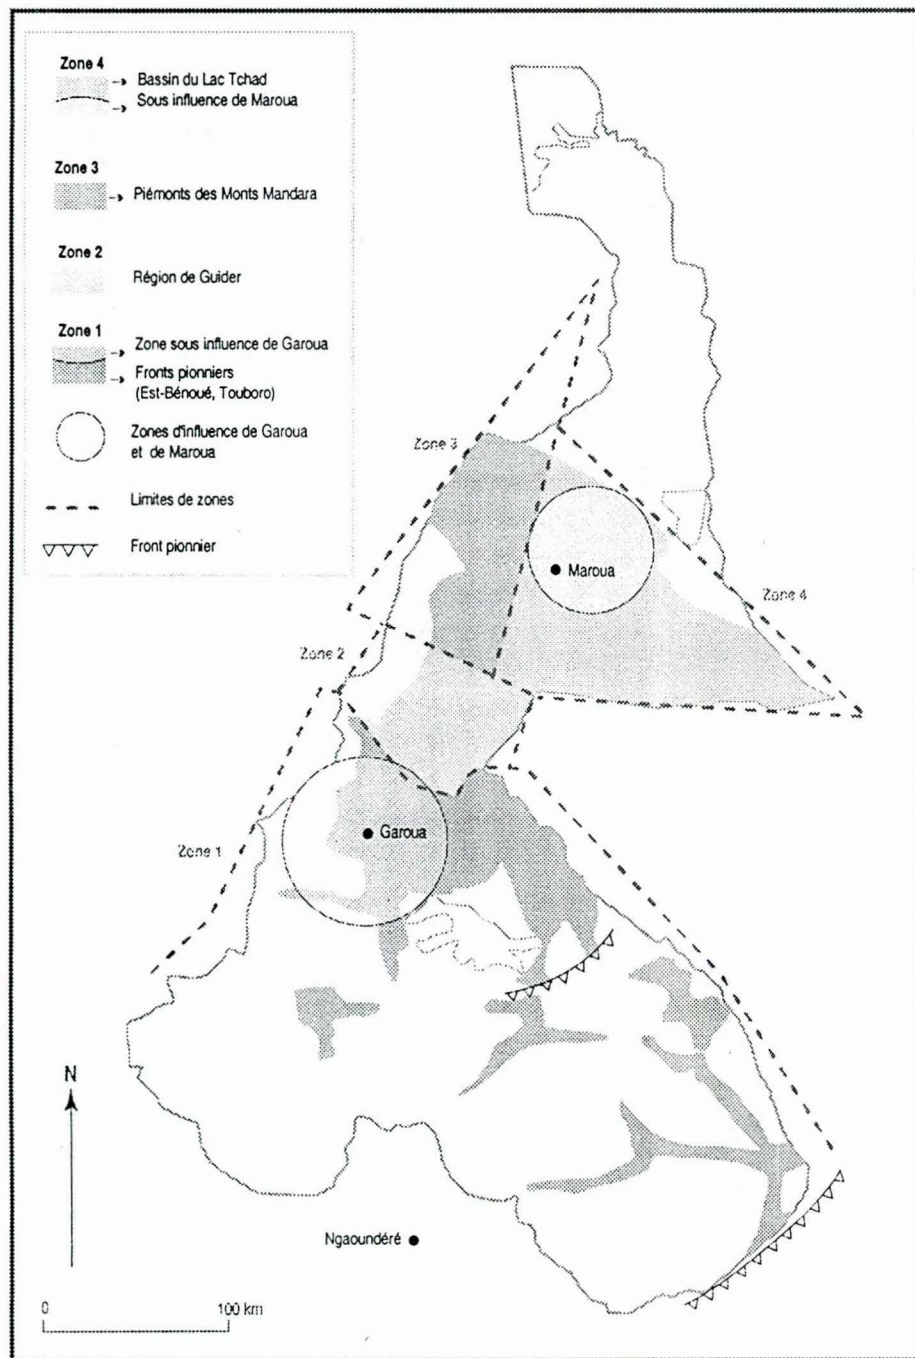 Zone 4
Bassin du Lac Tchad
Sous influence de Maroua
Zone 3
Piémonts des Monts Mandara
Zone 2
Région de Guider
Zone 1
Zone sous influence de Garoua
Fronts pionniers
(Est-Bénoué, Touboro)
Zones d'influence de Garoua
et de Maroua
Limites de zones
Front pionnier
Zone 3
Maroua
Zone 4
Zone 2
Garoua
Zone 1
N
Ngaoundéré
0
100 km